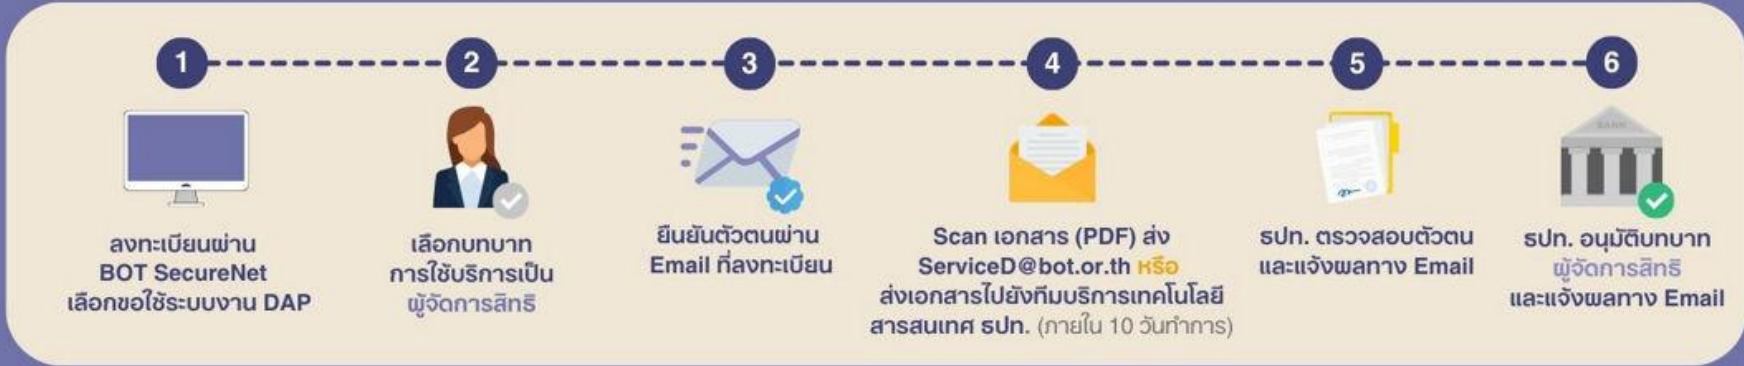 1
ลงทะเบียนผ่าน
BOT SecureNet
เลือกขอใช้ระบบงาน DAP
2
เลือกบทบาท
การใช้บริการเป็น
ผู้จัดการสิทธิ
3
ยืนยันตัวตนผ่าน
Email ที่ลงทะเบียน
4
Scan เอกสาร (PDF) ส่ง
ServiceD@bot.or.th หรือ
ส่งเอกสารไปยังทีมบริการเทคโนโลยี
สารสนเทศ ธปท. (ภายใน 10 วันทำการ)
5
ธปท. ตรวจสอบตัวตน
และแจ้งผลทาง Email
6
BANK
ธปท. อนุมัติบทบาท
ผู้จัดการสิทธิ
และแจ้งผลทาง Email